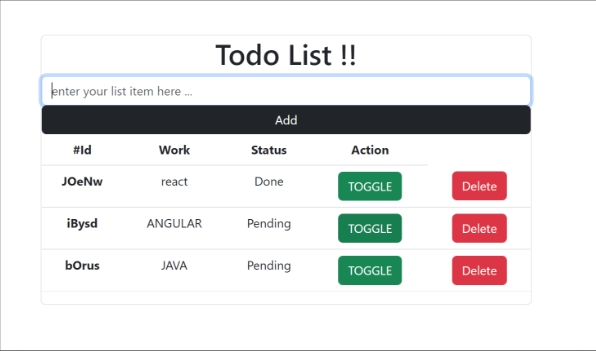 Todo List !!
enter your list item here ...
Add
#Id Work Status Action
JOeNw react Done TOGGLE Delete
iBysd ANGULAR Pending TOGGLE Delete
bOrus JAVA Pending TOGGLE Delete